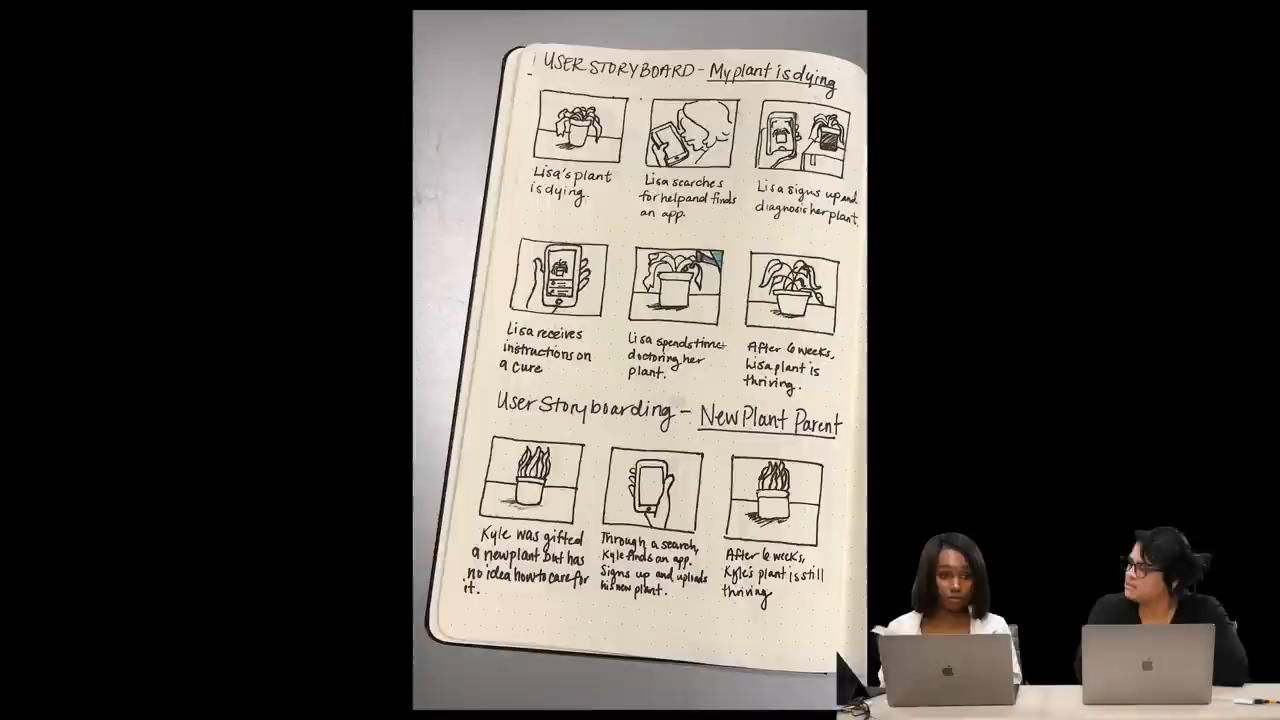 USER STORYBOARD - My plant is dying
Lisa's plant
is dying.
Lisa searches
for help and finds
an app.
Lisa signs up and
diagnosis her plant.
Lisa receives
instructions on
a cure
Lisa spends time
doctoring her
plant.
After 6 weeks,
Lisa plant is
thriving.
User Storyboarding - New Plant Parent
Kyle was gifted
a new plant but has
no idea how to care for
it.
Through a search,
Kyle finds an app.
Signs up and uploads
his new plant.
After 6 weeks,
Kyle's plant is still
thriving